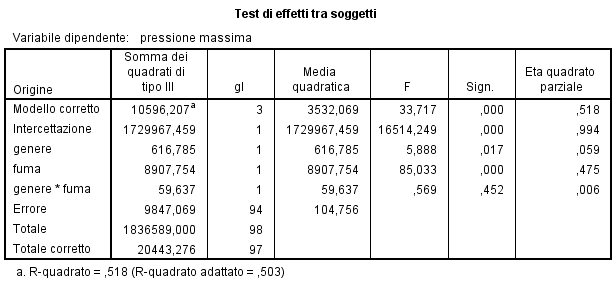 Test di effetti tra soggetti
Variabile dipendente: pressione massima
Origine Somma dei quadrati di tipo III gl Media quadratica F Sign. Eta quadrato parziale
Modello corretto 10596,207a 3 3532,069 33,717 ,000 ,518
Intercettazione 1729967,459 1 1729967,459 16514,249 ,000 ,994
genere 616,785 1 616,785 5,888 ,017 ,059
fuma 8907,754 1 8907,754 85,033 ,000 ,475
genere * fuma 59,637 1 59,637 ,569 ,452 ,006
Errore 9847,069 94 104,756
Totale 1836589,000 98
Totale corretto 20443,276 97
a. R-quadrato = ,518 (R-quadrato adattato = ,503)